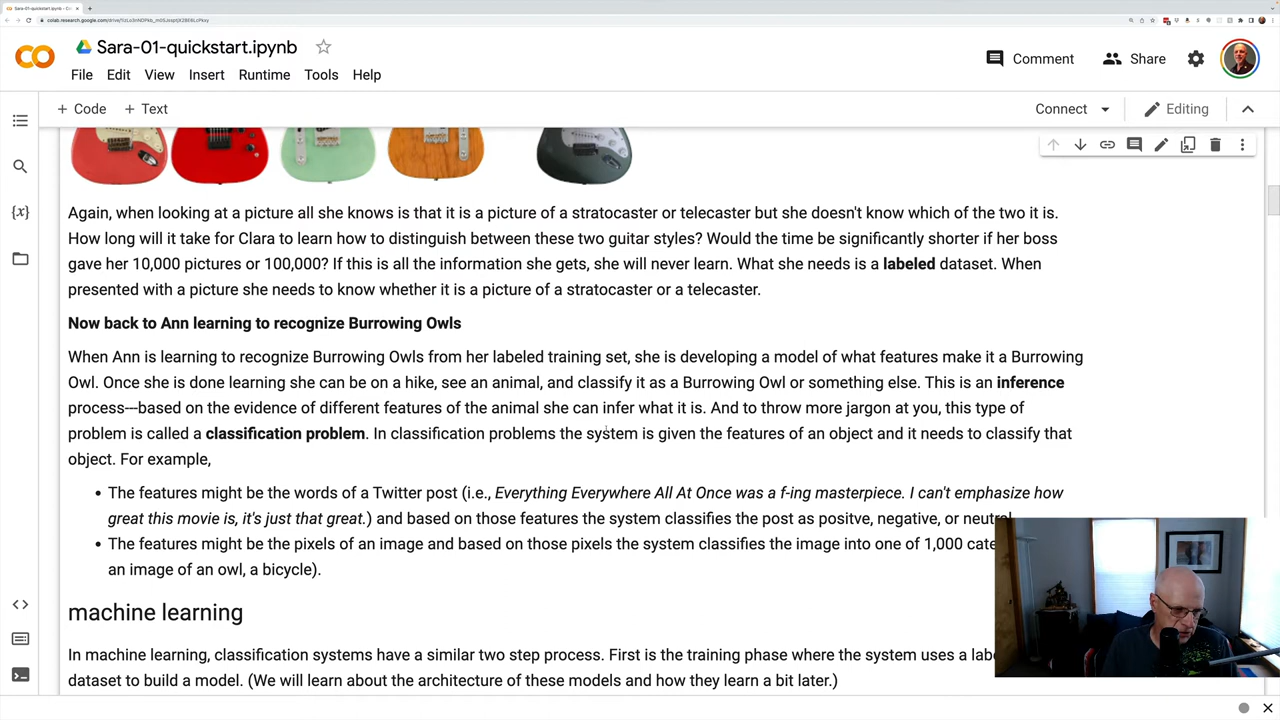 Sara-01-quickstart.ipynb
File Edit View Insert Runtime Tools Help
Comment Share
+ Code + Text
Connect Editing
Again, when looking at a picture all she knows is that it is a picture of a stratocaster or telecaster but she doesn't know which of the two it is.
How long will it take for Clara to learn how to distinguish between these two guitar styles? Would the time be significantly shorter if her boss
gave her 10,000 pictures or 100,000? If this is all the information she gets, she will never learn. What she needs is a labeled dataset. When
presented with a picture she needs to know whether it is a picture of a stratocaster or a telecaster.
Now back to Ann learning to recognize Burrowing Owls
When Ann is learning to recognize Burrowing Owls from her labeled training set, she is developing a model of what features make it a Burrowing
Owl. Once she is done learning she can be on a hike, see an animal, and classify it as a Burrowing Owl or something else. This is an inference
process---based on the evidence of different features of the animal she can infer what it is. And to throw more jargon at you, this type of
problem is called a classification problem. In classification problems the system is given the features of an object and it needs to classify that
object. For example,
• The features might be the words of a Twitter post (i.e., Everything Everywhere All At Once was a f-ing masterpiece. I can't emphasize how
great this movie is, it's just that great.) and based on those features the system classifies the post as positve, negative, or neutral
• The features might be the pixels of an image and based on those pixels the system classifies the image into one of 1,000 cate
an image of an owl, a bicycle).
machine learning
In machine learning, classification systems have a similar two step process. First is the training phase where the system uses a labe
dataset to build a model. (We will learn about the architecture of these models and how they learn a bit later.)